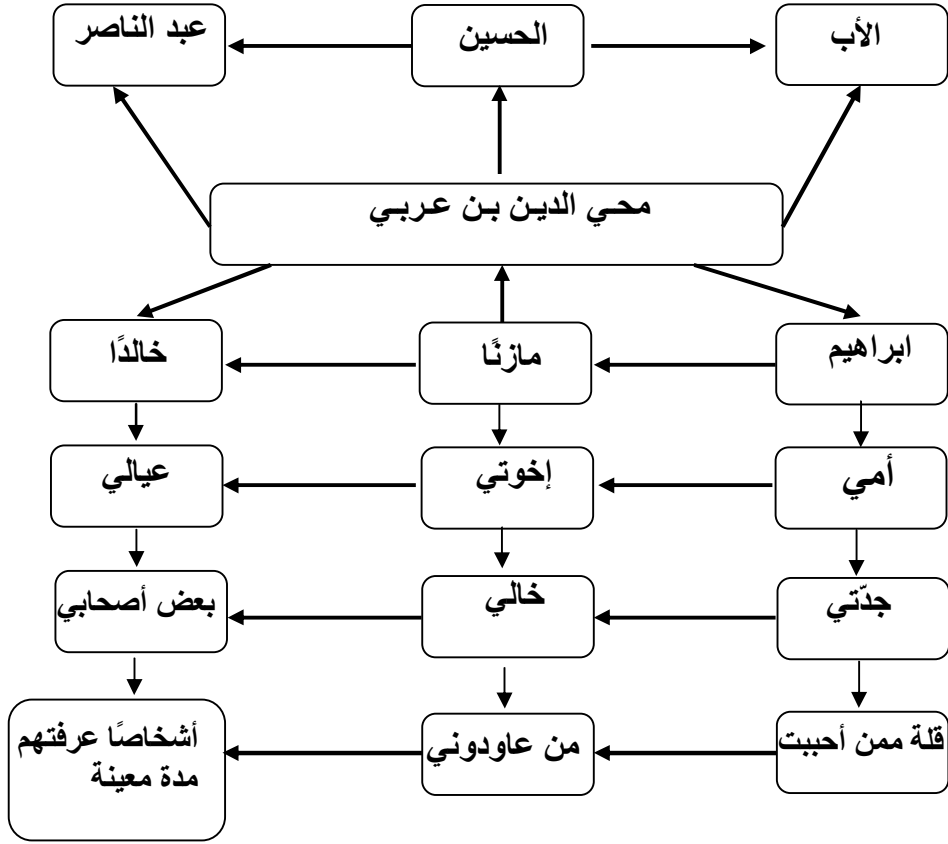 الأب
الحسين
عبد الناصر
محي الدين بن عربي
ابراهيم
مازنًا
خالدًا
أمي
إخوتي
عيالي
جدّتي
خالي
بعض أصحابي
قلة ممن أحببت
من عاودوني
أشخاصًا عرفتهم
مدة معينة